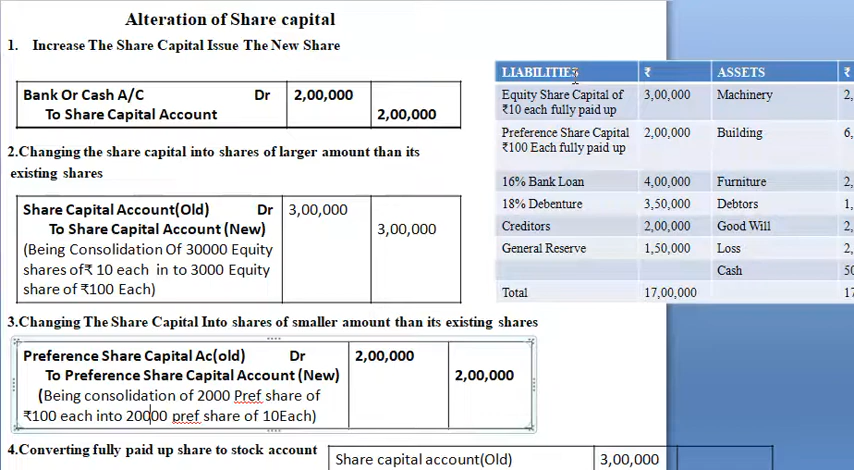 Alteration of Share capital
1. Increase The Share Capital Issue The New Share
Bank Or Cash A/C Dr 2,00,000
To Share Capital Account 2,00,000
2.Changing the share capital into shares of larger amount than its
existing shares
Share Capital Account(Old) Dr 3,00,000
To Share Capital Account (New) 3,00,000
(Being Consolidation Of 30000 Equity
shares of₹ 10 each in to 3000 Equity
share of ₹100 Each)
3.Changing The Share Capital Into shares of smaller amount than its existing shares
Preference Share Capital Ac(old) Dr 2,00,000
To Preference Share Capital Account (New) 2,00,000
(Being consolidation of 2000 Pref share of
₹100 each into 20000 pref share of 10Each)
4.Converting fully paid up share to stock account
Share capital account(Old) 3,00,000
LIABILITIES ₹ ASSETS ₹
Equity Share Capital of 3,00,000 Machinery 2,
₹10 each fully paid up
Preference Share Capital 2,00,000 Building 6,
₹100 Each fully paid up
16% Bank Loan 4,00,000 Furniture 2,
18% Debenture 3,50,000 Debtors 1,
Creditors 2,00,000 Good Will 2,
General Reserve 1,50,000 Loss 2,
Cash 50
Total 17,00,000 17